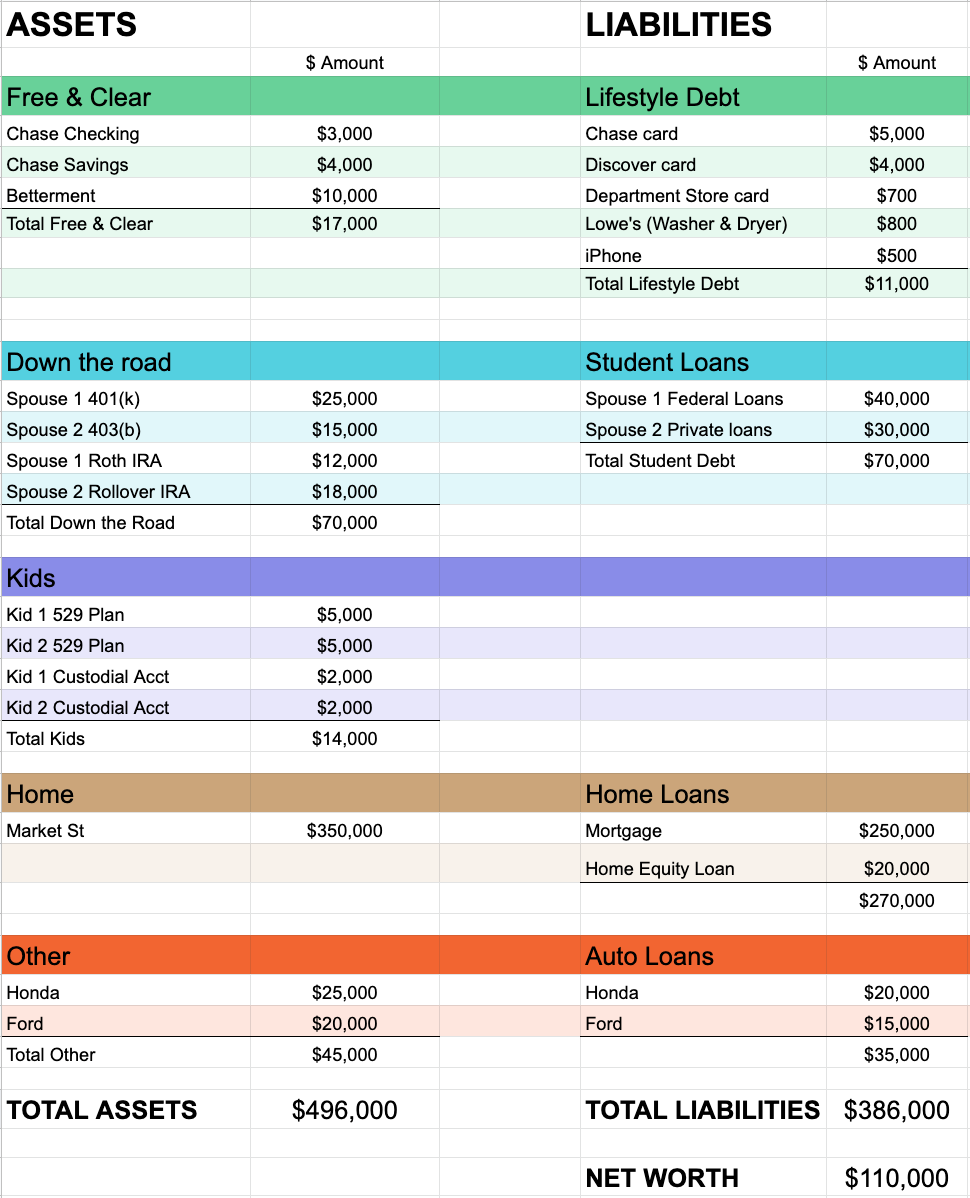 ASSETS LIABILITIES
$ Amount $ Amount
Free & Clear Lifestyle Debt
Chase Checking $3,000 Chase card $5,000
Chase Savings $4,000 Discover card $4,000
Betterment $10,000 Department Store card $700
Total Free & Clear $17,000 Lowe's (Washer & Dryer) $800
iPhone $500
Total Lifestyle Debt $11,000
Down the road Student Loans
Spouse 1 401(k) $25,000 Spouse 1 Federal Loans $40,000
Spouse 2 403(b) $15,000 Spouse 2 Private loans $30,000
Spouse 1 Roth IRA $12,000 Total Student Debt $70,000
Spouse 2 Rollover IRA $18,000
Total Down the Road $70,000
Kids
Kid 1 529 Plan $5,000
Kid 2 529 Plan $5,000
Kid 1 Custodial Acct $2,000
Kid 2 Custodial Acct $2,000
Total Kids $14,000
Home Home Loans
Market St $350,000 Mortgage $250,000
Home Equity Loan $20,000
$270,000
Other Auto Loans
Honda $25,000 Honda $20,000
Ford $20,000 Ford $15,000
Total Other $45,000 $35,000
TOTAL ASSETS $496,000 TOTAL LIABILITIES $386,000
NET WORTH $110,000